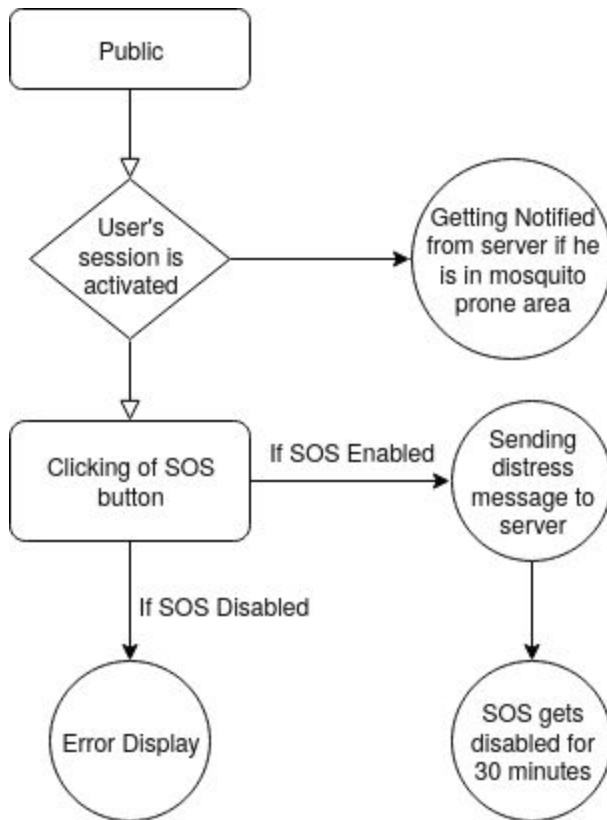 Public
User's
session is
activated
Getting Notified
from server if he
is in mosquito
prone area
Clicking of SOS
button
If SOS Enabled
Sending
distress
message to
server
If SOS Disabled
Error Display
SOS gets
disabled for
30 minutes